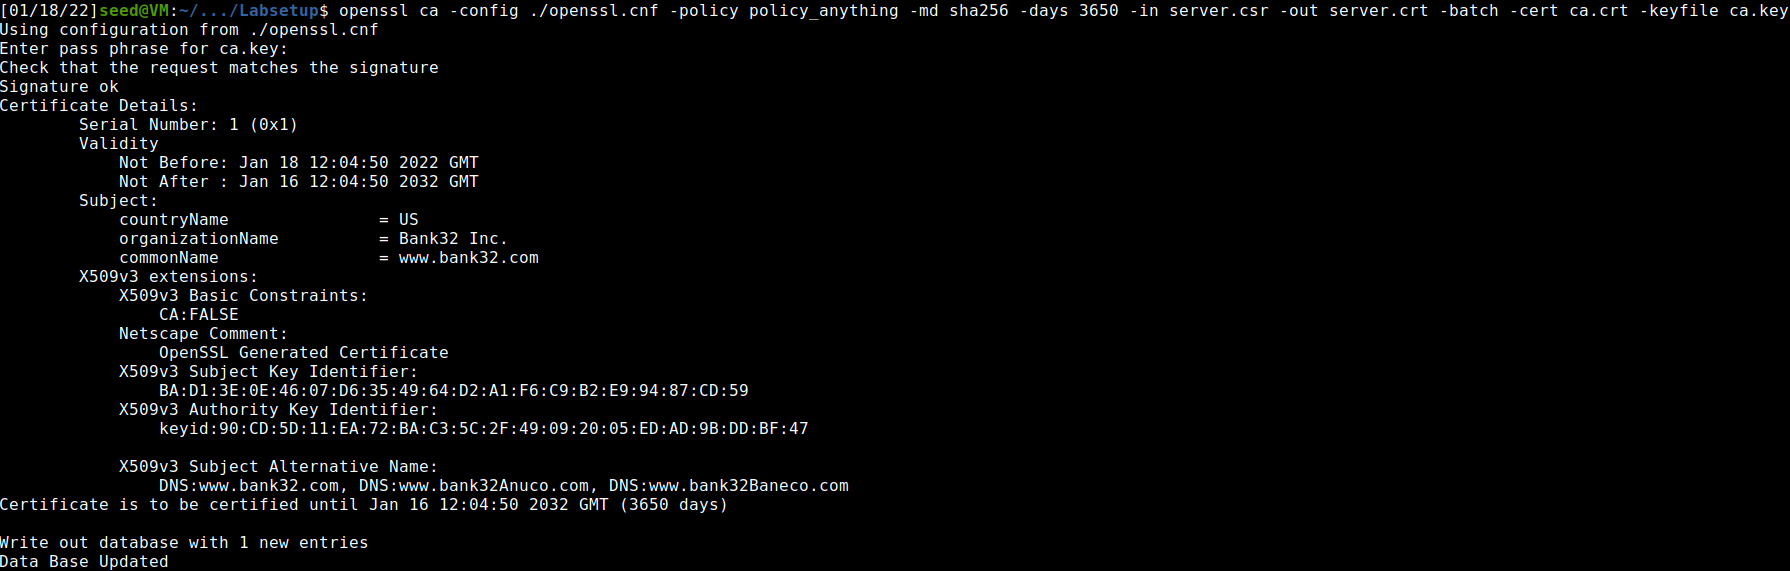 [01/18/22]seed@VM:~/.../Labsetup$ openssl ca -config ./openssl.cnf -policy policy_anything -md sha256 -days 3650 -in server.csr -out server.crt -batch -cert ca.crt -keyfile ca.key
Using configuration from ./openssl.cnf
Enter pass phrase for ca.key:
Check that the request matches the signature
Signature ok
Certificate Details:
        Serial Number: 1 (0x1)
        Validity
            Not Before: Jan 18 12:04:50 2022 GMT
            Not After : Jan 16 12:04:50 2032 GMT
        Subject:
            countryName               = US
            organizationName          = Bank32 Inc.
            commonName                = www.bank32.com
        X509v3 extensions:
            X509v3 Basic Constraints:
                CA:FALSE
            Netscape Comment:
                OpenSSL Generated Certificate
            X509v3 Subject Key Identifier:
                BA:D1:3E:0E:46:07:D6:35:49:64:D2:A1:F6:C9:B2:E9:94:87:CD:59
            X509v3 Authority Key Identifier:
                keyid:90:CD:5D:11:EA:72:BA:C3:5C:2F:49:09:20:05:ED:AD:9B:DD:BF:47
            X509v3 Subject Alternative Name:
                DNS:www.bank32.com, DNS:www.bank32Anuco.com, DNS:www.bank32Baneco.com
Certificate is to be certified until Jan 16 12:04:50 2032 GMT (3650 days)
Write out database with 1 new entries
Data Base Updated